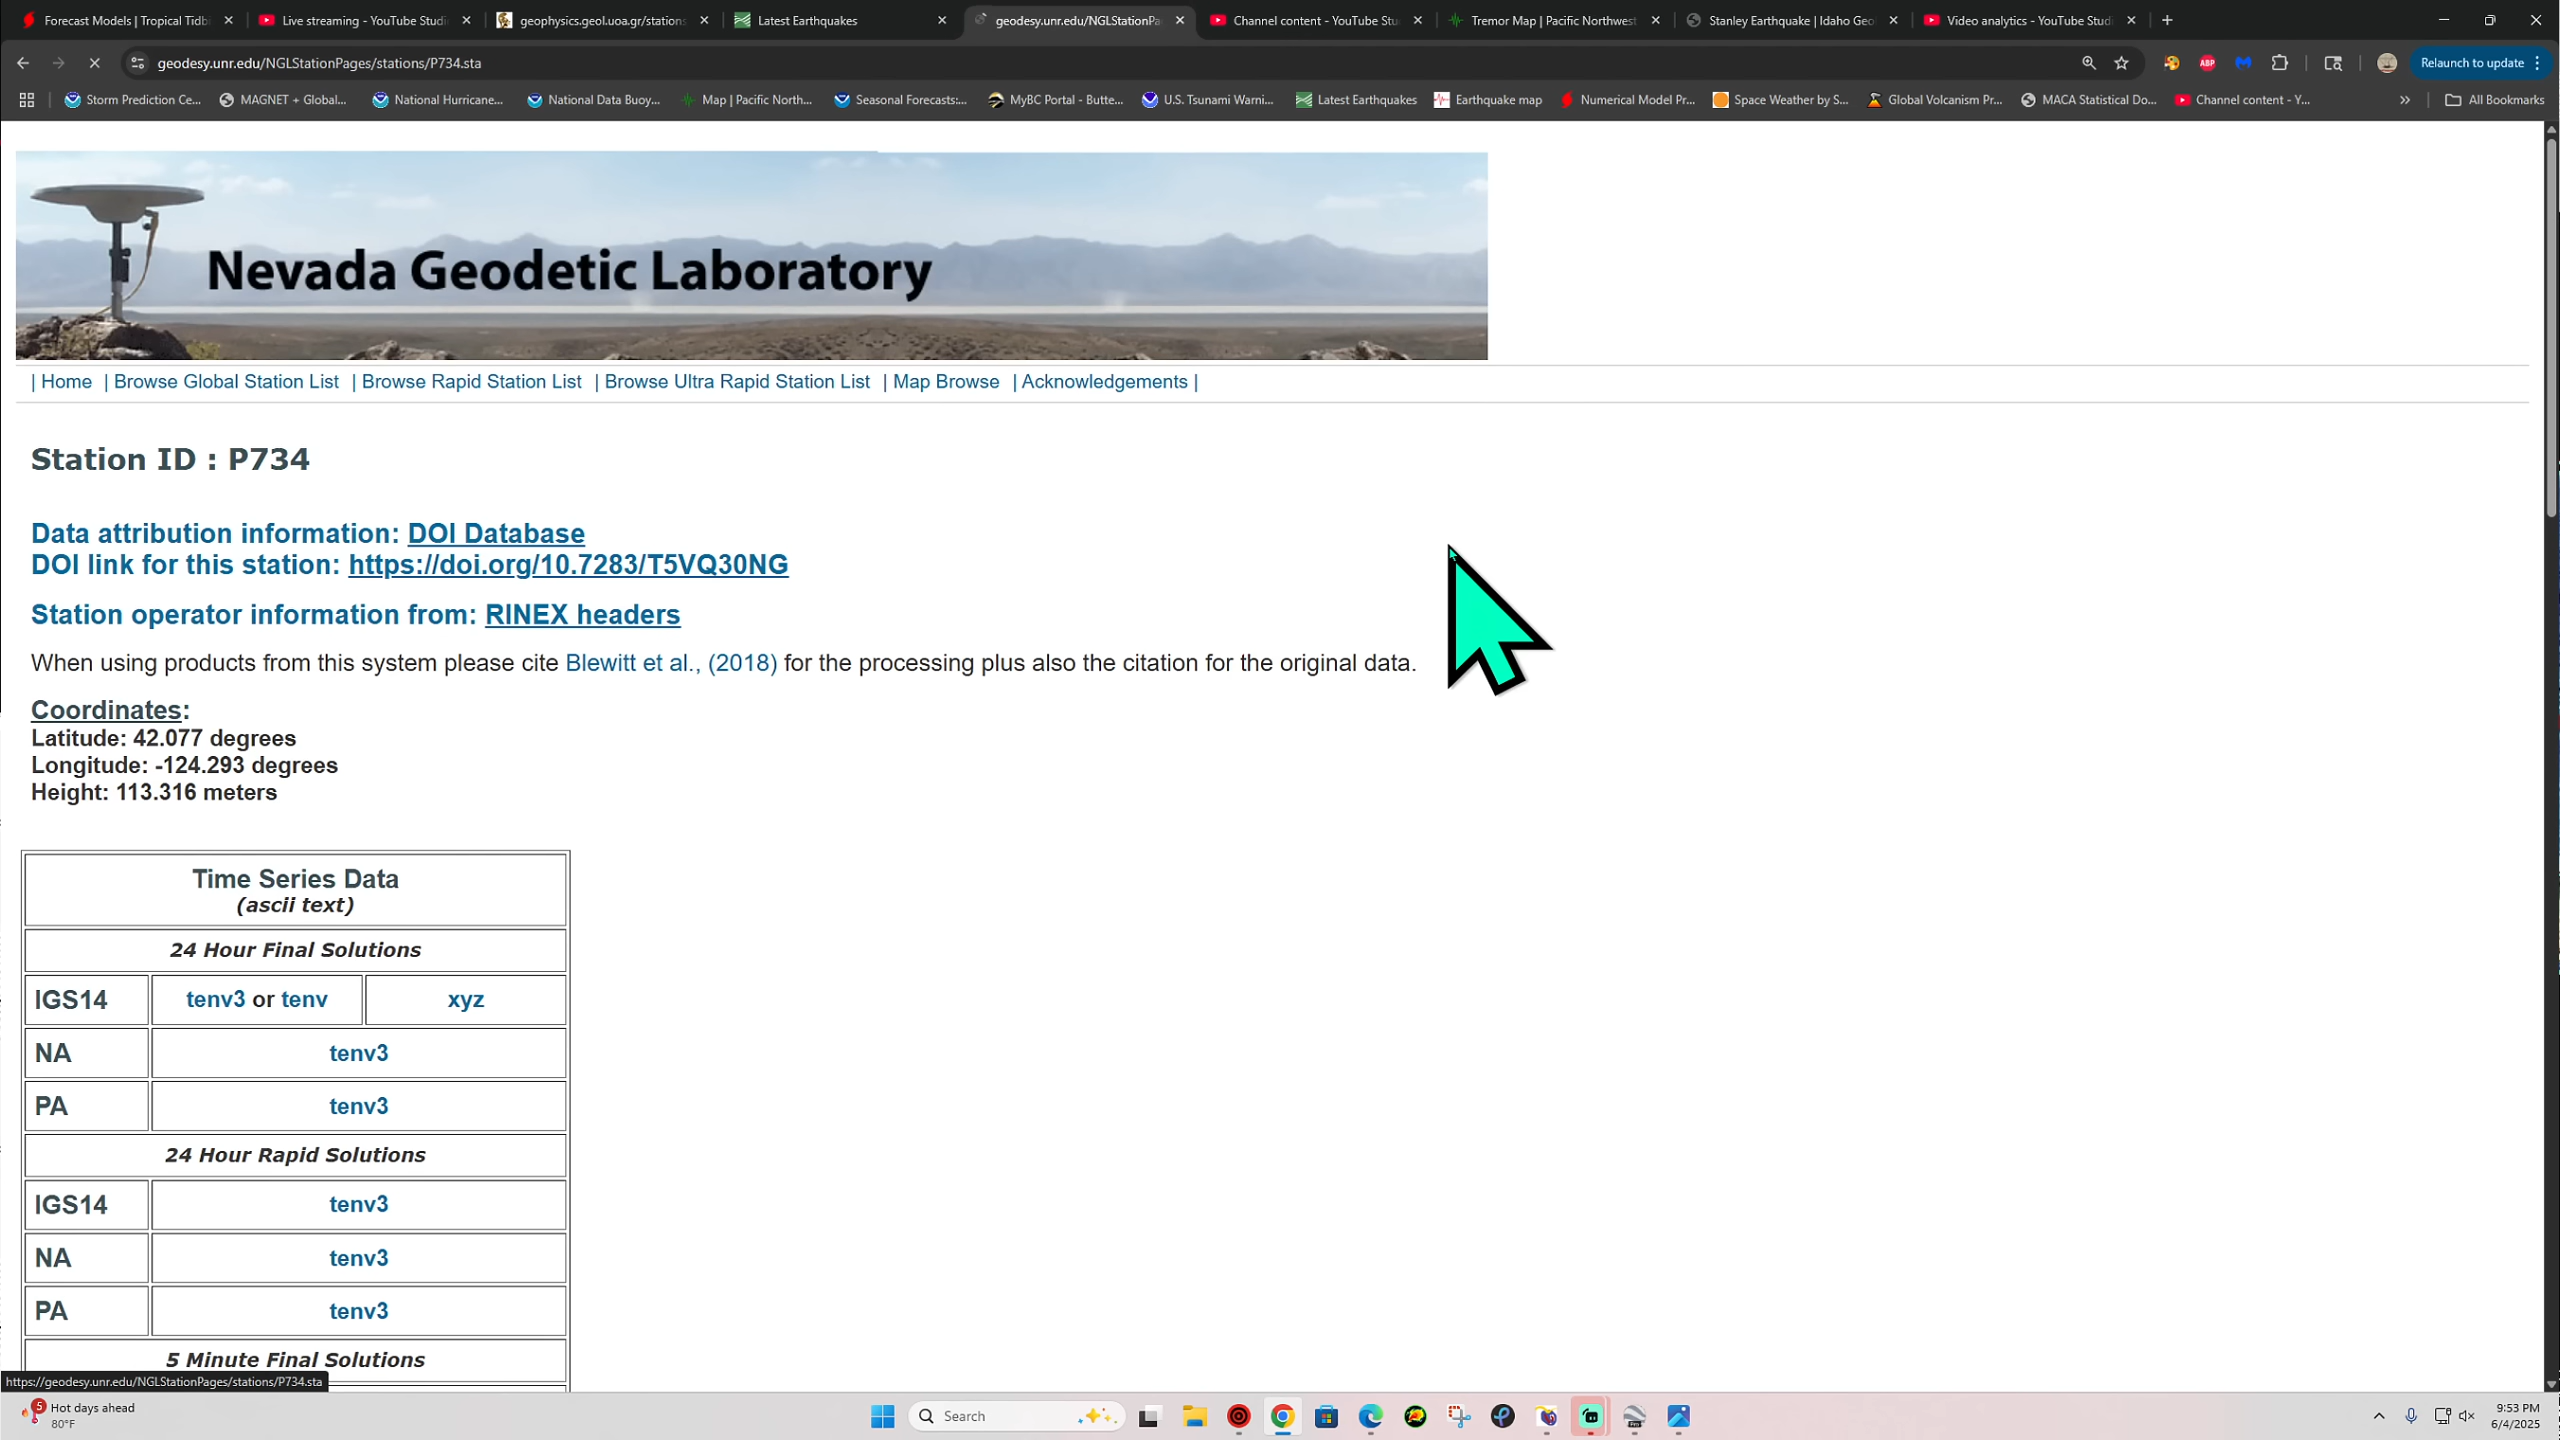 Forecast Models | Tropical Tidbi
Live streaming - YouTube Studi
geophysics.geol.uoa.gr/stations
Latest Earthquakes
geodesy.unr.edu/NGLStationPa
Channel content - YouTube Stu
Tremor Map | Pacific Northwest
Stanley Earthquake | Idaho Geo
Video analytics - YouTube Studi
geodesy.unr.edu/NGLStationPages/stations/P734.sta
ABP
Relaunch to update
Storm Prediction Ce...
MAGNET + Global...
National Hurricane...
National Data Buoy...
Map | Pacific North...
Seasonal Forecasts:...
MyBC Portal - Butte...
U.S. Tsunami Warni...
Latest Earthquakes
Earthquake map
Numerical Model Pr...
Space Weather by S...
Global Volcanism Pr...
MACA Statistical Do...
Channel content - Y...
All Bookmarks
Nevada Geodetic Laboratory
| Home | Browse Global Station List | Browse Rapid Station List | Browse Ultra Rapid Station List | Map Browse | Acknowledgements |
Station ID : P734
Data attribution information: DOI Database
DOI link for this station: https://doi.org/10.7283/T5VQ30NG
Station operator information from: RINEX headers
When using products from this system please cite Blewitt et al., (2018) for the processing plus also the citation for the original data.
Coordinates:
Latitude: 42.077 degrees
Longitude: -124.293 degrees
Height: 113.316 meters
Time Series Data
(ascii text)
24 Hour Final Solutions
IGS14 tenv3 or tenv xyz
NA tenv3
PA tenv3
24 Hour Rapid Solutions
IGS14 tenv3
NA tenv3
PA tenv3
5 Minute Final Solutions
https://geodesy.unr.edu/NGLStationPages/stations/P734.sta
5
Hot days ahead
80°F
Search
9:53 PM
6/4/2025